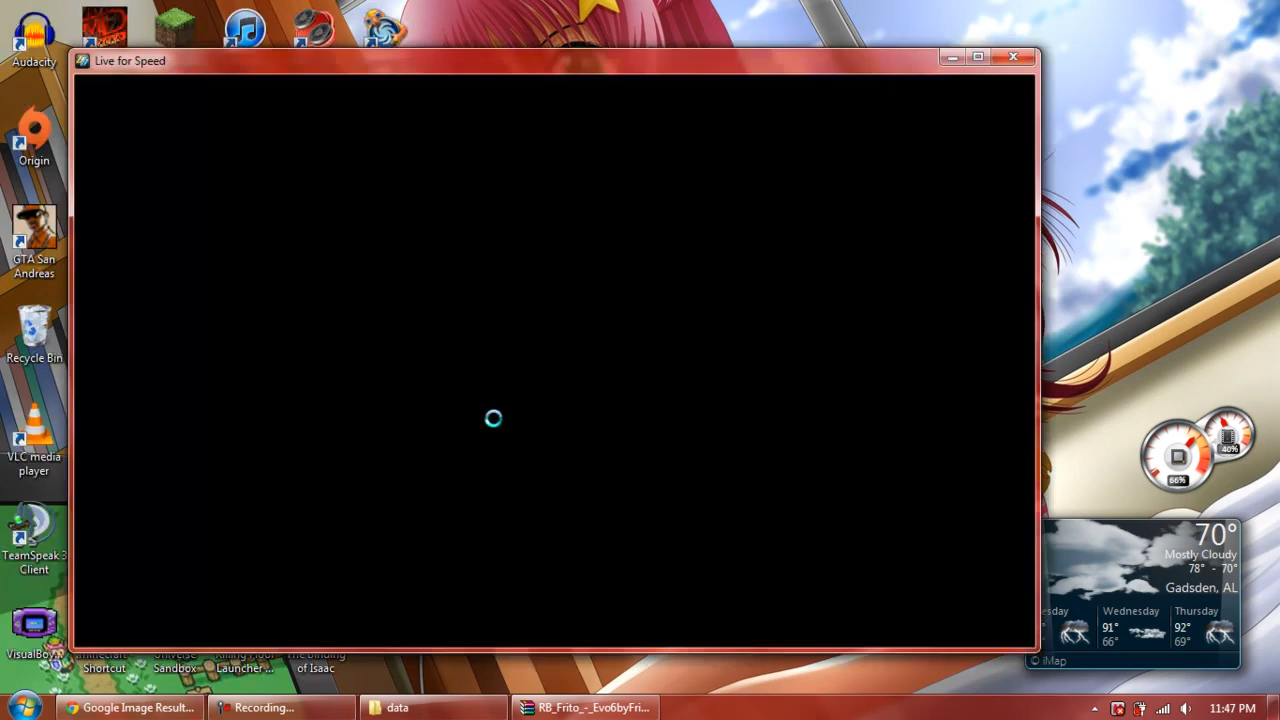 Live for Speed
Audacity
Origin
GTA San
Andreas
Recycle Bin
VLC media
player
TeamSpeak 3
Client
VisualBoy
Shortcut
Sandbox
Launcher ...
The Binding
of Isaac
66%
40%
70°
Mostly Cloudy
78° - 70°
Gadsden, AL
esday
Wednesday
Thursday
91°
66°
92°
69°
© iMap
Google Image Result...
Recording...
data
RB_Frito_-_Evo6byFri...
11:47 PM